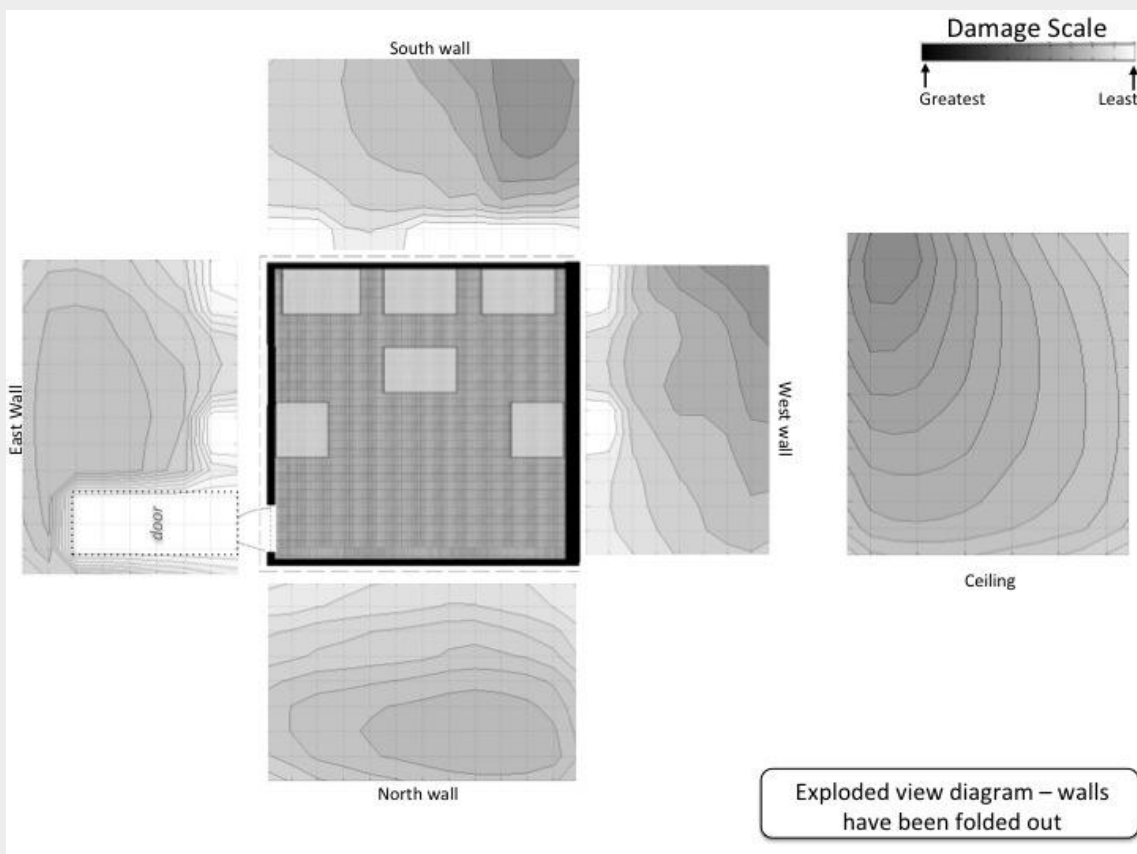 South wall
Damage Scale
Greatest
Least
East Wall
door
West wall
Ceiling
North wall
Exploded view diagram – walls
have been folded out